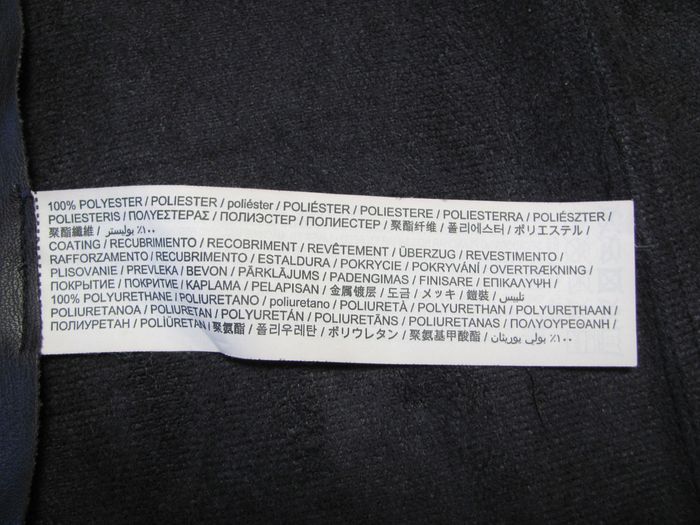 100% POLYESTER / POLIESTER / poliéster / POLIÉSTER / POLIESTERE / POLIESTERRA / POLIÉSZTER /
POLIESTERIS / ΠΟΛΥΕΣΤΕΡΑΣ / ПОЛИЭСТЕР / ПОЛИЕСТЕР / 聚酯纤维 / 폴리에스터 / ポリエステル /
聚酯纖維 / ١٠٠٪ بوليستر /
COATING / RECUBRIMIENTO / RECOBRIMENT / REVÊTEMENT / ÜBERZUG / REVESTIMENTO /
RAFFORZAMENTO / RECUBRIMENTO / ESTALDURA / POKRYCIE / POKRYVÁNÍ / OVERTRÆKNING /
PLISOVANIE / PREVLEKA / BEVON / PĀRKLĀJUMS / PADENGIMAS / FINISARE / ΕΠΙΚΑΛΥΨΗ /
ПОКРЫТИЕ / ПОКРИТИЕ / KAPLAMA / PELAPISAN / 金属镀层 / 도금 / メッキ / 鎧裝 / تلبيس
100% POLYURETHANE / POLIURETANO / poliuretano / POLIURETÀ / POLYURETHAN / POLYURETHAAN /
POLIURETANOA / POLIURETAN / POLYURETÁN / POLIURETĀNS / POLIURETANAS / ΠΟΛΥΟΥΡΕΘΑΝΗ /
ПОЛИУРЕТАН / POLİÜRETAN / 聚氨酯 / 폴리우레탄 / ポリウレタン / 聚氨基甲酸酯 / ١٠٠٪ بولي يوريثان